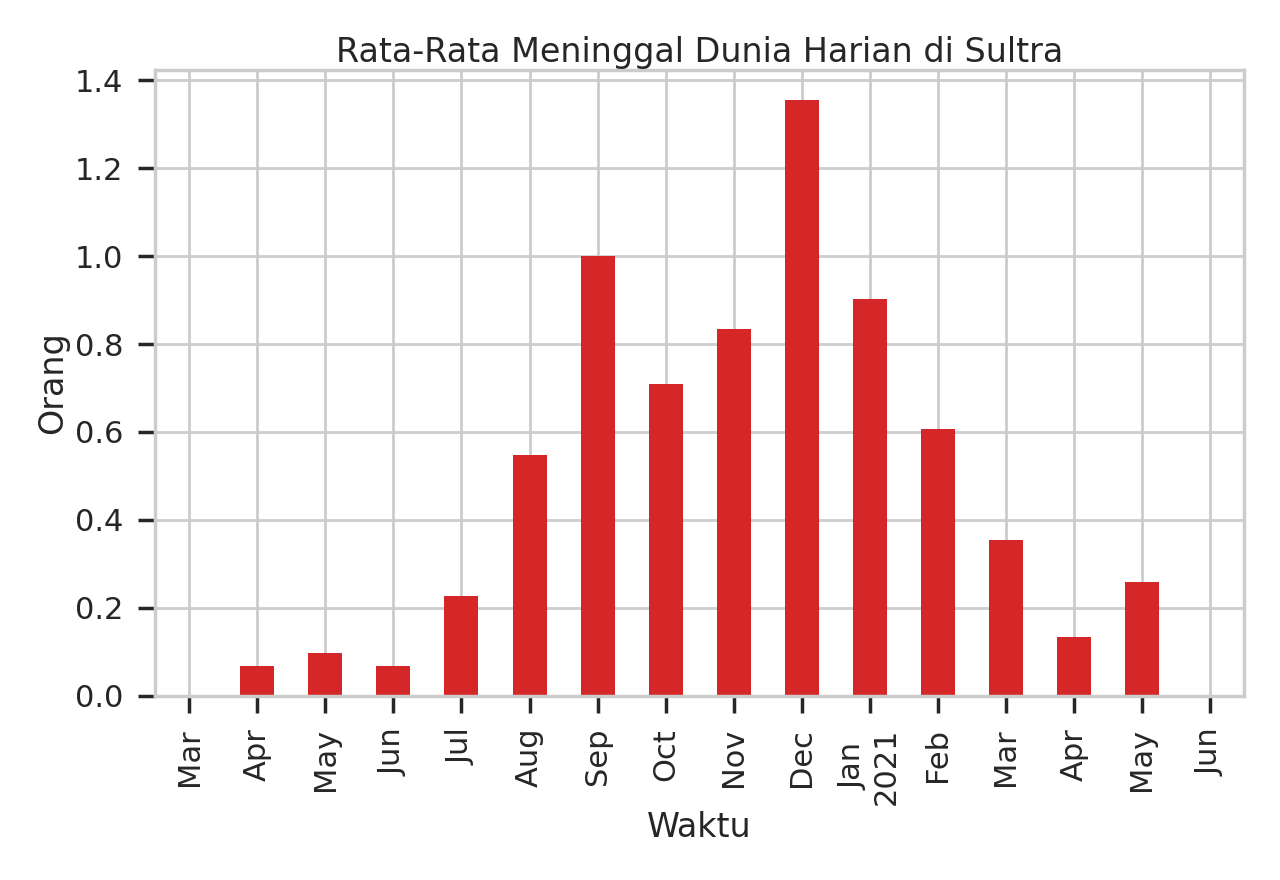 Rata-Rata Meninggal Dunia Harian di Sultra
1.4
1.2
1.0
0.8
0.6
0.4
0.2
0.0
Orang
Mar
Apr
May
Jun
Jul
Aug
Sep
Oct
Nov
Dec
Jan
2021
Feb
Mar
Apr
May
Jun
Waktu